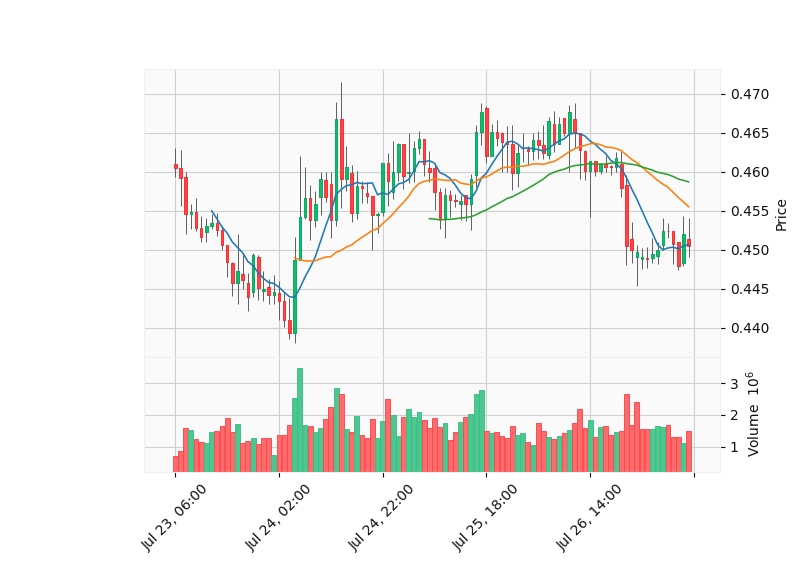 0.470
0.465
0.460
0.455
0.450
0.445
0.440
Price
3
2
1
Volume 10^6
Jul 23, 06:00
Jul 24, 02:00
Jul 24, 22:00
Jul 25, 18:00
Jul 26, 14:00